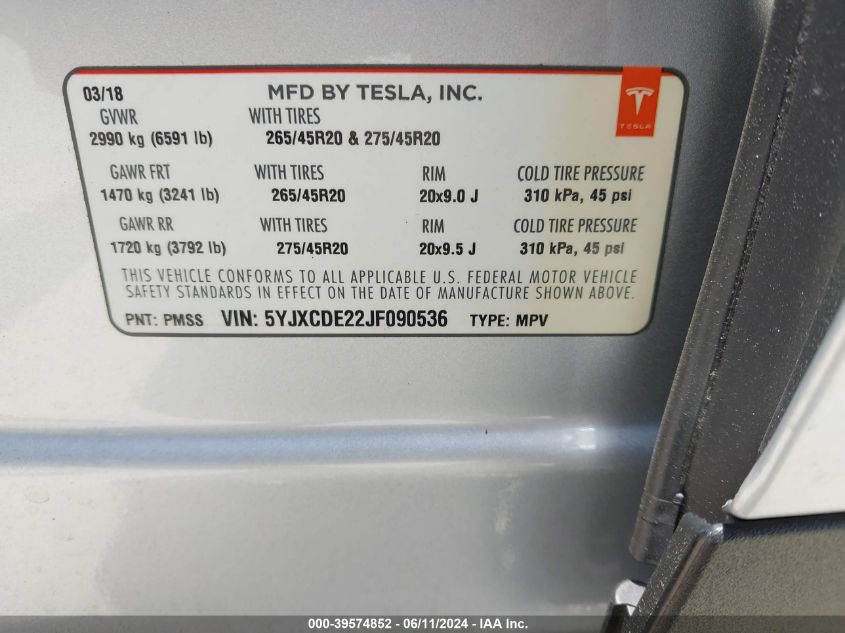 03/18 MFD BY TESLA, INC.
TESLA
GVWR WITH TIRES
2990 kg (6591 lb) 265/45R20 & 275/45R20
GAWR FRT WITH TIRES RIM COLD TIRE PRESSURE
1470 kg (3241 lb) 265/45R20 20x9.0 J 310 kPa, 45 psi
GAWR RR WITH TIRES RIM COLD TIRE PRESSURE
1720 kg (3792 lb) 275/45R20 20x9.5 J 310 kPa, 45 psi
THIS VEHICLE CONFORMS TO ALL APPLICABLE U.S. FEDERAL MOTOR VEHICLE
SAFETY STANDARDS IN EFFECT ON THE DATE OF MANUFACTURE SHOWN ABOVE.
PNT: PMSS VIN: 5YJXCDE22JF090536 TYPE: MPV
000-39574852 - 06/11/2024 - IAA Inc.